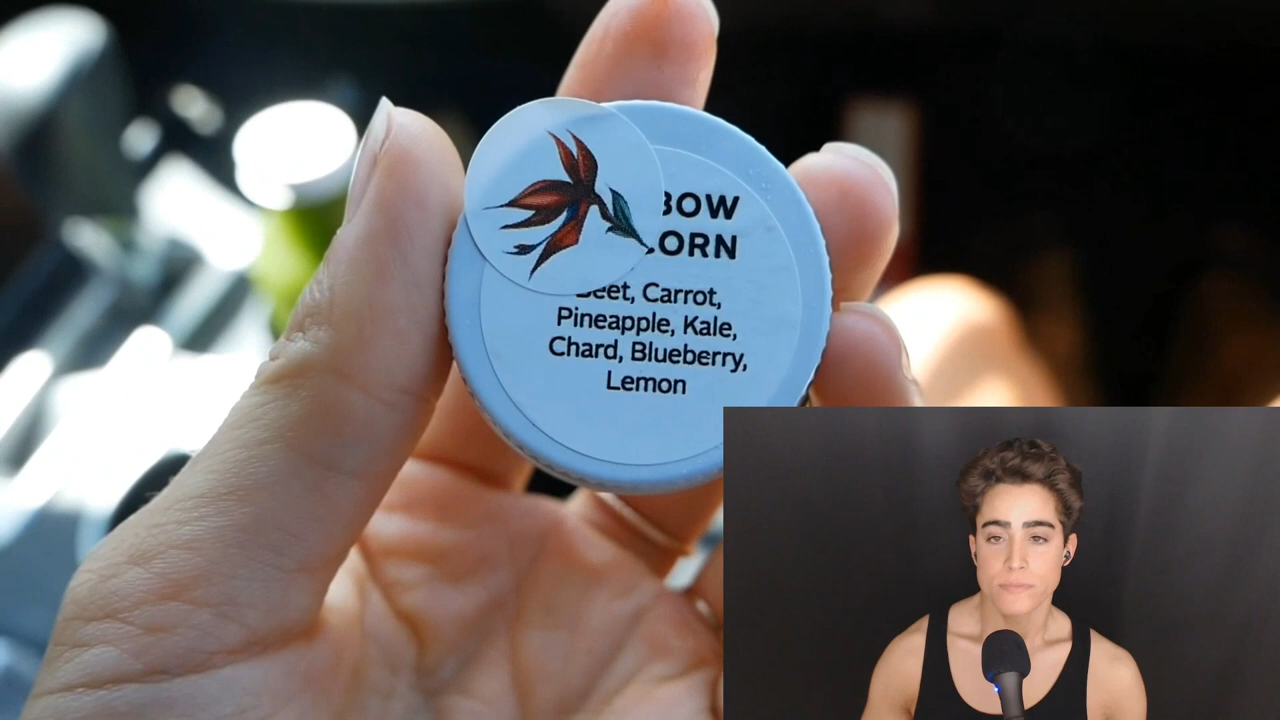 BOW
ORN
Beet, Carrot,
Pineapple, Kale,
Chard, Blueberry,
Lemon